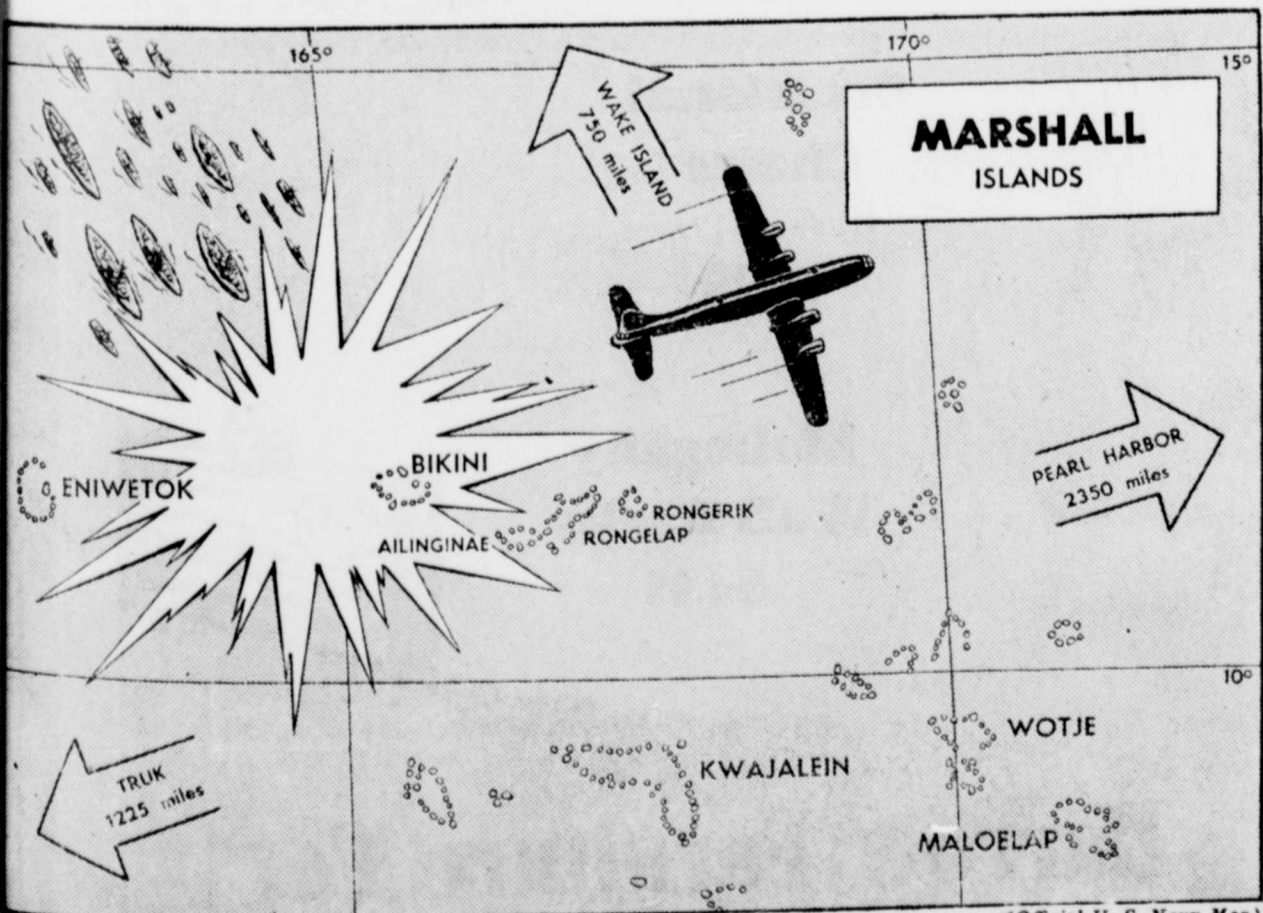 165°
170°
15°
WAKE ISLAND
750 miles
MARSHALL
ISLANDS
PEARL HARBOR
2350 miles
BIKINI
ENIWETOK
RONGERIK
AILINGINAE
RONGELAP
10°
WOTJE
TRUK
1225 miles
KWAJALEIN
MALOELAP